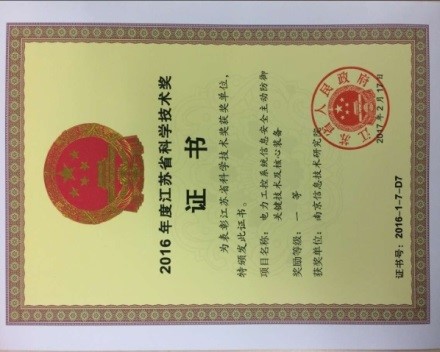 2016年度江苏省科学技术奖
证书
为表彰江苏省科学技术奖获奖单位，
特颁发此证书。
项目名称：电力工控系统信息安全主动防御
关键技术及核心装备
奖励等级：一 等
获奖单位：南京信息技术研究院
江苏省人民政府
2017年2月17日
证书号：2016-1-7-D7